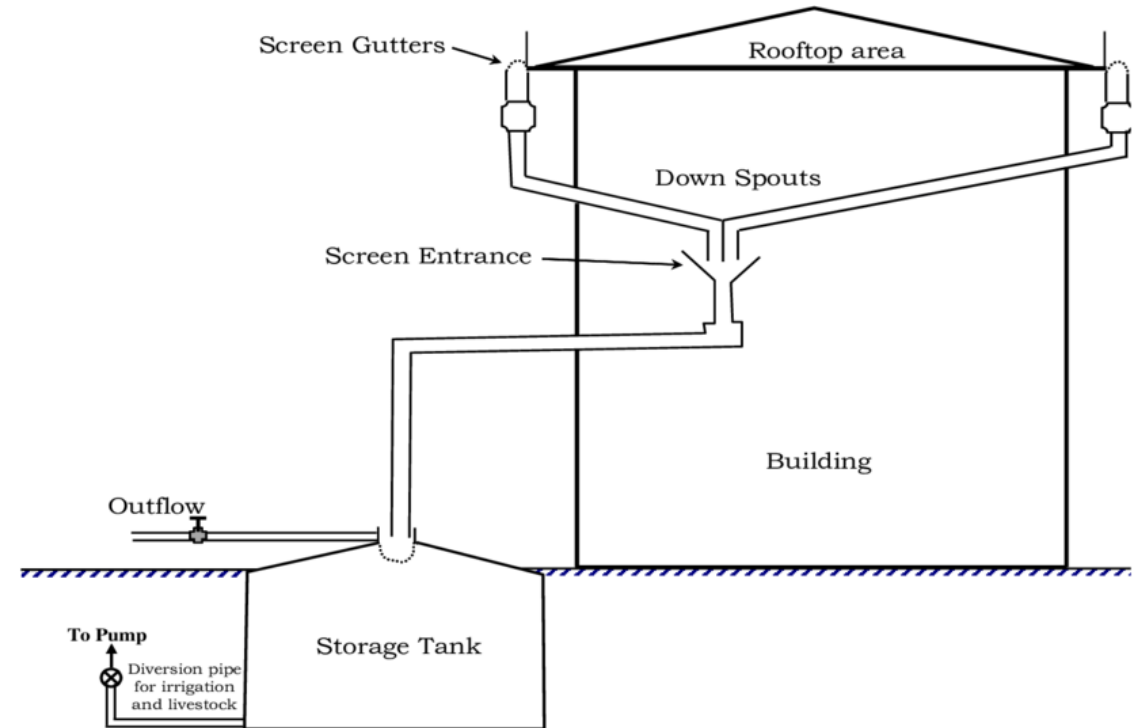 Screen Gutters
Rooftop area
Down Spouts
Screen Entrance
Building
Outflow
To Pump
Diversion pipe
for irrigation
and livestock
Storage Tank